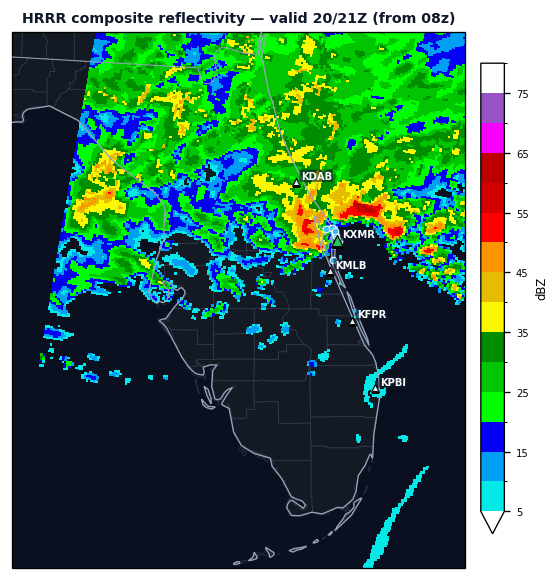 HRRR composite reflectivity — valid 20/21Z (from 08z)
KDAB
KXMR
KMLB
KFPR
KPBI
75
65
55
45
35
25
15
5
dBZ